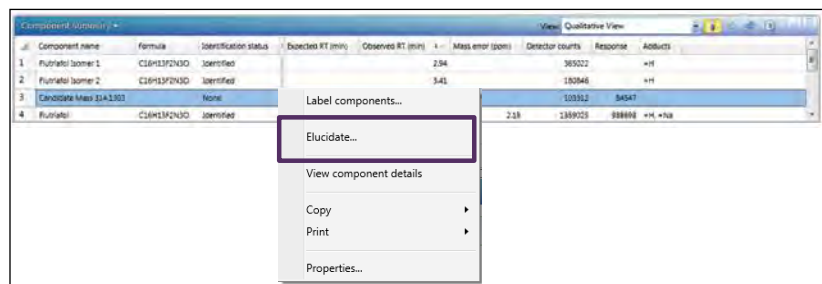 Component Summary View: Qualitative View
Component name Formula Identification status Expected RT (min) Observed RT (min) Mass error (ppm) Detector counts Response Adducts
1 Flutriafol Isomer 1 C16H13F2N3O Identified 2.94 365022 +H
2 Flutriafol Isomer 2 C16H13F2N3O Identified 3.41 180846 +H
3 Candidate Mass 314.1303 None 103312 84547
4 Flutriafol C16H13F2N3O Identified 2.18 1389025 +H, +Na
Label components...
Elucidate...
View component details
Copy
Print
Properties...